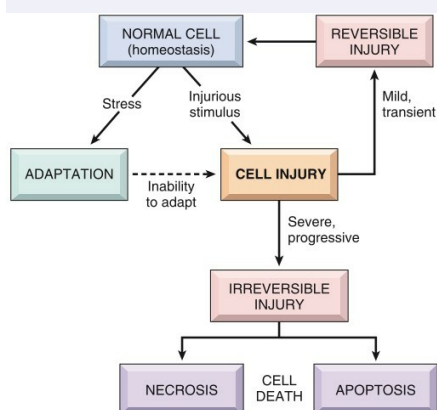 NORMAL CELL
(homeostasis)
REVERSIBLE
INJURY
Stress
Injurious
stimulus
Mild,
transient
ADAPTATION
Inability
to adapt
CELL INJURY
Severe,
progressive
IRREVERSIBLE
INJURY
NECROSIS
CELL
DEATH
APOPTOSIS